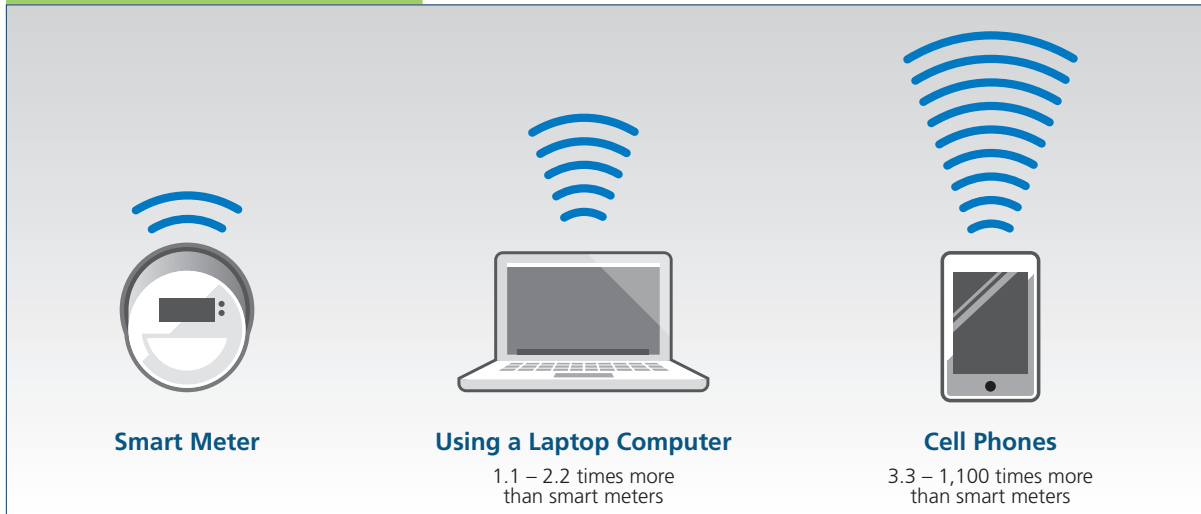 Smart Meter
Using a Laptop Computer
1.1 – 2.2 times more
than smart meters
Cell Phones
3.3 – 1,100 times more
than smart meters